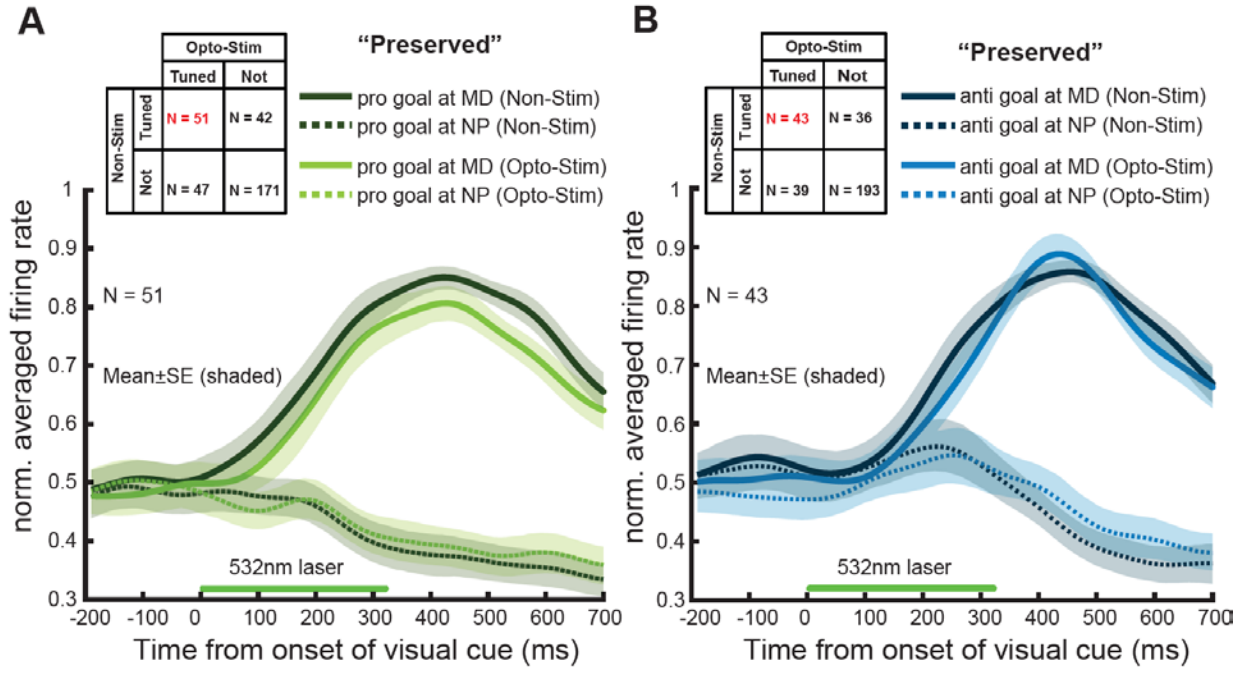 A
Opto-Stim
Tuned Not
Non-Stim
Tuned
N = 51 N = 42
Not
N = 47 N = 171
“Preserved”
pro goal at MD (Non-Stim)
pro goal at NP (Non-Stim)
pro goal at MD (Opto-Stim)
pro goal at NP (Opto-Stim)
norm. averaged firing rate
1
0.9
0.8
0.7
0.6
0.5
0.4
0.3
N = 51
Mean±SE (shaded)
532nm laser
-200 -100 0 100 200 300 400 500 600 700
Time from onset of visual cue (ms)
B
Opto-Stim
Tuned Not
Non-Stim
Tuned
N = 43 N = 36
Not
N = 39 N = 193
“Preserved”
anti goal at MD (Non-Stim)
anti goal at NP (Non-Stim)
anti goal at MD (Opto-Stim)
anti goal at NP (Opto-Stim)
norm. averaged firing rate
1
0.9
0.8
0.7
0.6
0.5
0.4
0.3
N = 43
Mean±SE (shaded)
532nm laser
-200 -100 0 100 200 300 400 500 600 700
Time from onset of visual cue (ms)